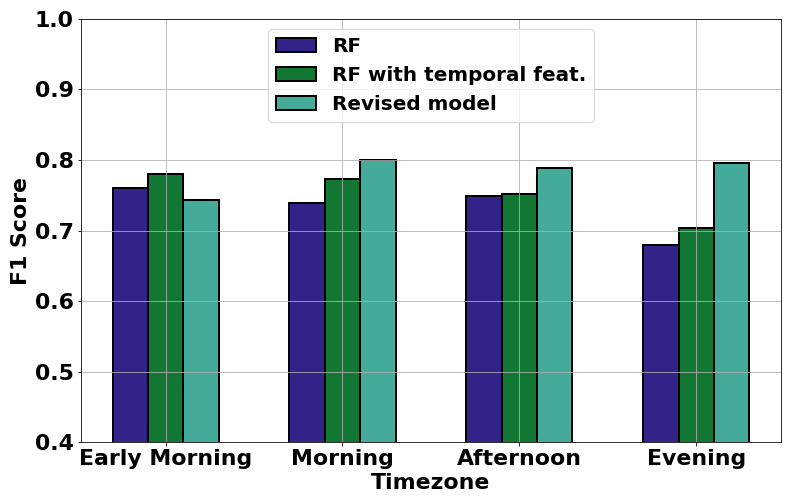 RF
RF with temporal feat.
Revised model
F1 Score
1.0
0.9
0.8
0.7
0.6
0.5
0.4
Early Morning Morning Afternoon Evening
Timezone